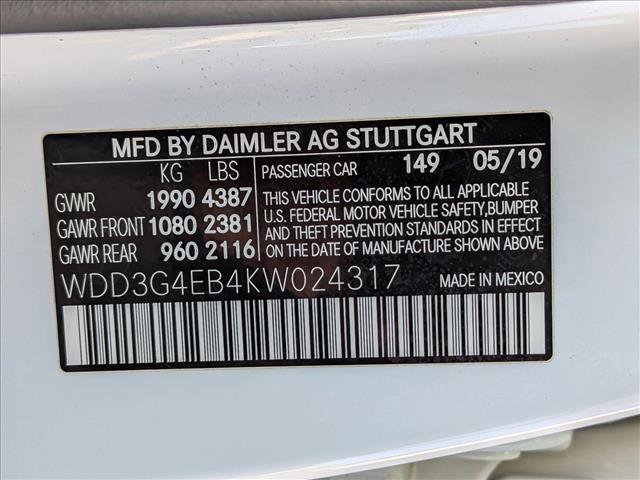 MFD BY DAIMLER AG STUTTGART
KG LBS PASSENGER CAR 149 05/19
GVWR 1990 4387
GAWR FRONT 1080 2381
GAWR REAR 960 2116
THIS VEHICLE CONFORMS TO ALL APPLICABLE
U.S. FEDERAL MOTOR VEHICLE SAFETY,BUMPER
AND THEFT PREVENTION STANDARDS IN EFFECT
ON THE DATE OF MANUFACTURE SHOWN ABOVE.
WDD3G4EB4KW024317 MADE IN MEXICO